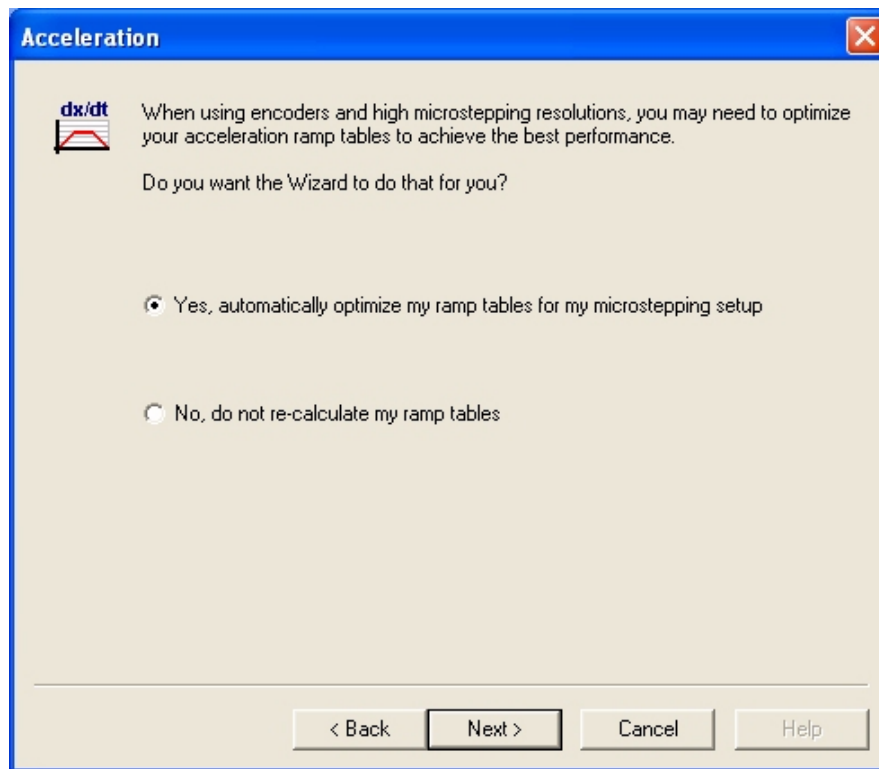 Acceleration
dx/dt
When using encoders and high microstepping resolutions, you may need to optimize
your acceleration ramp tables to achieve the best performance.
Do you want the Wizard to do that for you?
Yes, automatically optimize my ramp tables for my microstepping setup
No, do not re-calculate my ramp tables
< Back
Next >
Cancel
Help